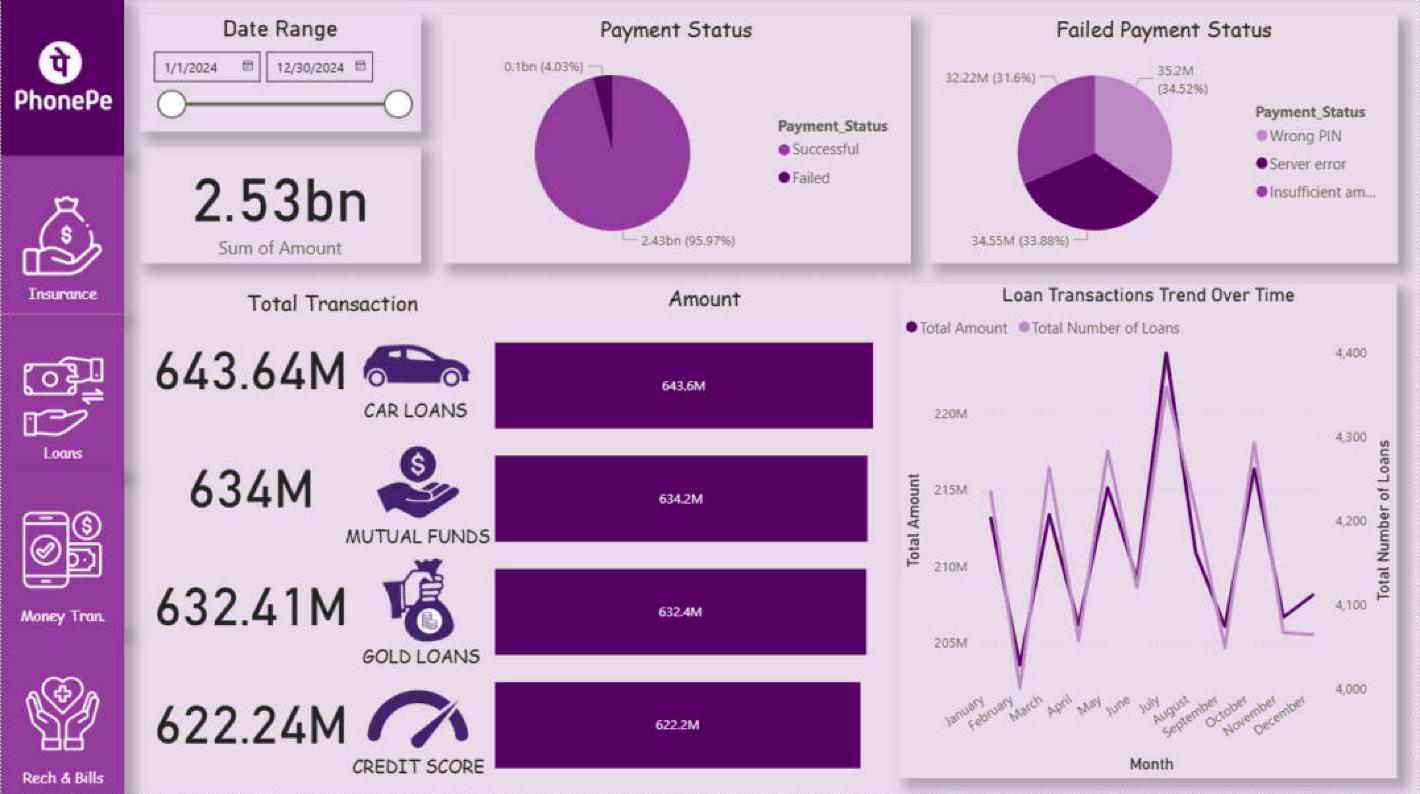 पे
PhonePe
Insurance
Loans
Money Tran.
Rech & Bills
Date Range
1/1/2024
12/30/2024
2.53bn
Sum of Amount
Payment Status
0.1bn (4.03%)
2.43bn (95.97%)
Payment_Status
Successful
Failed
Failed Payment Status
32.22M (31.6%)
35.2M
(34.52%)
34.55M (33.88%)
Payment_Status
Wrong PIN
Server error
Insufficient am...
Total Transaction
Amount
643.64M
$
CAR LOANS
643.6M
634M
$
MUTUAL FUNDS
634.2M
632.41M
GOLD LOANS
632.4M
622.24M
CREDIT SCORE
622.2M
Loan Transactions Trend Over Time
Total Amount
Total Number of Loans
220M
215M
210M
205M
Total Amount
4,400
4,300
4,200
4,100
4,000
Total Number of Loans
January
February
March
April
May
June
July
August
September
October
November
December
Month